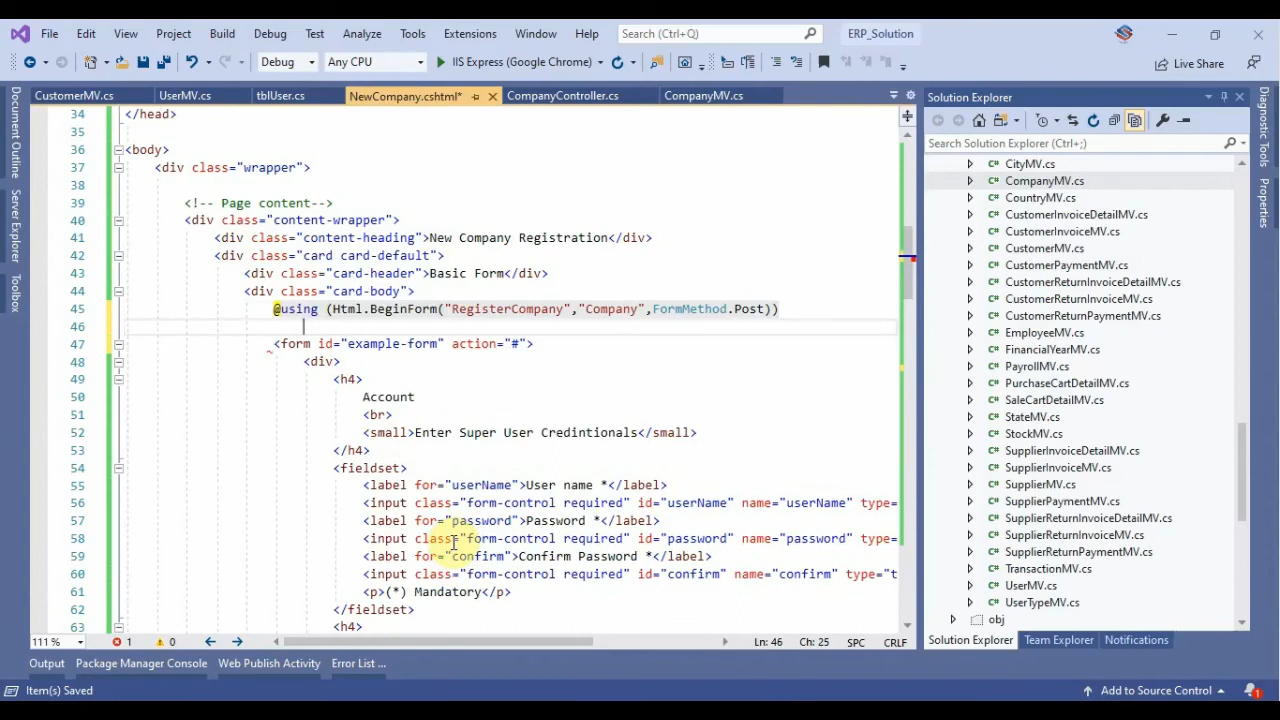 File Edit View Git Project Build Debug Test Analyze Tools Extensions Window Help Search (Ctrl+Q) ERP_Solution
Debug Any CPU IIS Express (Google Chrome) Live Share
CustomerMV.cs UserMV.cs tblUser.cs NewCompany.cshtml* CompanyController.cs CompanyMV.cs
Document Outline
Server Explorer
Toolbox
34 </head>
35
36 <body>
37 <div class="wrapper">
38
39 <!-- Page content-->
40 <div class="content-wrapper">
41 <div class="content-heading">New Company Registration</div>
42 <div class="card card-default">
43 <div class="card-header">Basic Form</div>
44 <div class="card-body">
45 @using (Html.BeginForm("RegisterCompany","Company",FormMethod.Post))
46
47 <form id="example-form" action="#">
48 <div>
49 <h4>
50 Account
51 <br>
52 <small>Enter Super User Credintionals</small>
53 </h4>
54 <fieldset>
55 <label for="userName">User name *</label>
56 <input class="form-control required" id="userName" name="userName" type=
57 <label for="password">Password *</label>
58 <input class="form-control required" id="password" name="password" type=
59 <label for="confirm">Confirm Password *</label>
60 <input class="form-control required" id="confirm" name="confirm" type="t
61 <p>(*) Mandatory</p>
62 </fieldset>
63 <h4>
111 % 1 0 Ln: 46 Ch: 25 SPC CRLF
Solution Explorer
Search Solution Explorer (Ctrl+;)
C# CityMV.cs
C# CompanyMV.cs
C# CountryMV.cs
C# CustomerInvoiceDetailMV.cs
C# CustomerInvoiceMV.cs
C# CustomerMV.cs
C# CustomerPaymentMV.cs
C# CustomerReturnInvoiceDetailMV.cs
C# CustomerReturnInvoiceMV.cs
C# EmployeeMV.cs
C# FinancialYearMV.cs
C# PayrollMV.cs
C# PurchaseCartDetailMV.cs
C# SaleCartDetailMV.cs
C# StateMV.cs
C# StockMV.cs
C# SupplierInvoiceDetailMV.cs
C# SupplierInvoiceMV.cs
C# SupplierMV.cs
C# SupplierPaymentMV.cs
C# SupplierReturnInvoiceDetailMV.cs
C# SupplierReturnInvoiceMV.cs
C# SupplierReturnPaymentMV.cs
C# TransactionMV.cs
C# UserMV.cs
C# UserTypeMV.cs
obj
Solution Explorer Team Explorer Notifications
Diagnostic Tools
Properties
Output Package Manager Console Web Publish Activity Error List ...
Item(s) Saved Add to Source Control 1